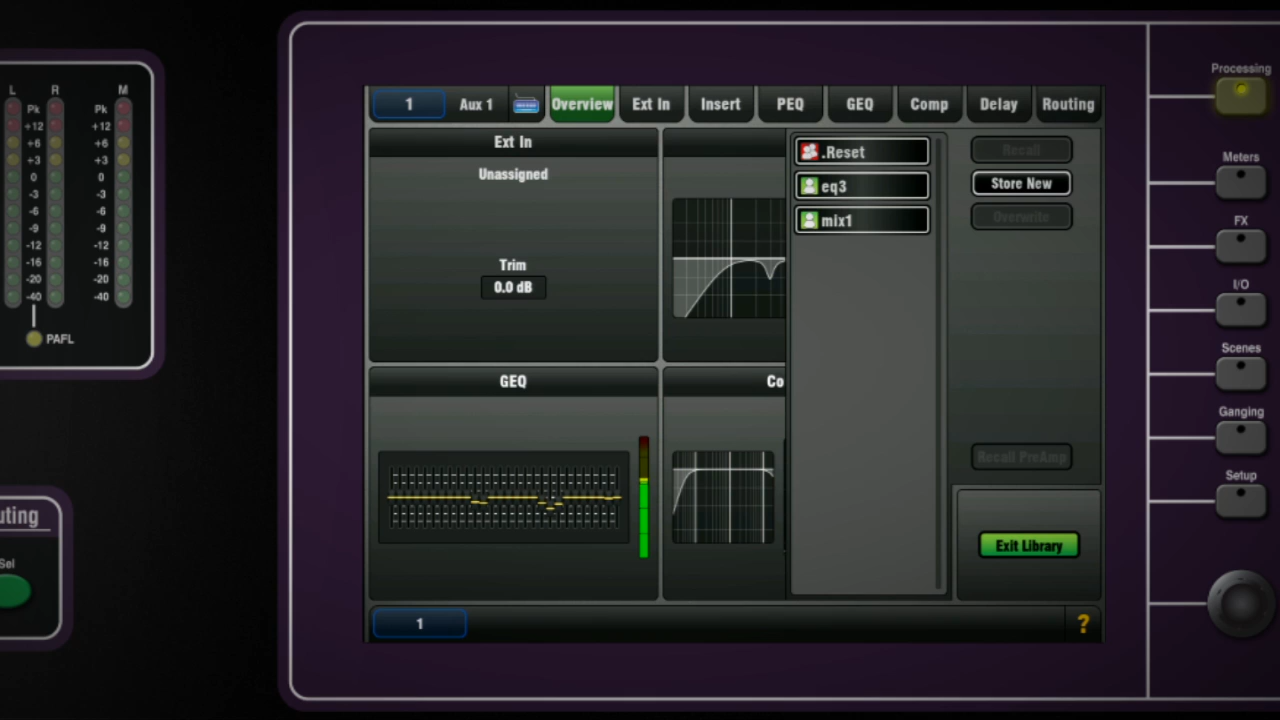 L R M
Pk
+12
+6
+3
0
-3
-6
-9
-12
-16
-20
-40
Pk
+12
+6
+3
0
-3
-6
-9
-12
-16
-20
-40
PAFL
uting
Sel
1 Aux 1 Overview Ext In Insert PEQ GEQ Comp Delay Routing
Ext In
Unassigned
Trim
0.0 dB
GEQ
Co
.Reset
eq3
mix1
Recall
Store New
Overwrite
Recall PreAmp
Exit Library
1
?
Processing
Meters
FX
I/O
Scenes
Ganging
Setup